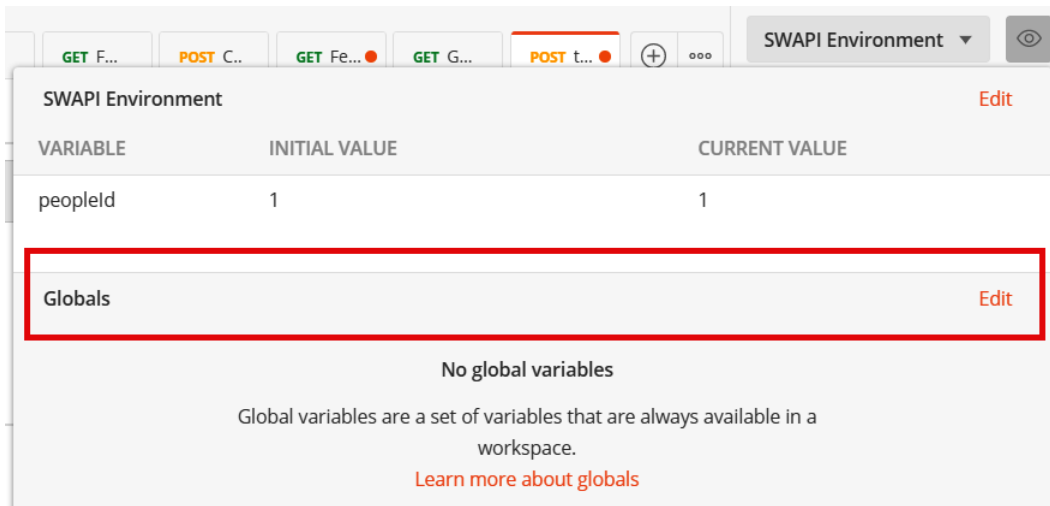 GET F... POST C.. GET Fe... GET G... POST t... SWAPI Environment
SWAPI Environment Edit
VARIABLE INITIAL VALUE CURRENT VALUE
peopleId 1 1
Globals Edit
No global variables
Global variables are a set of variables that are always available in a
workspace.
Learn more about globals